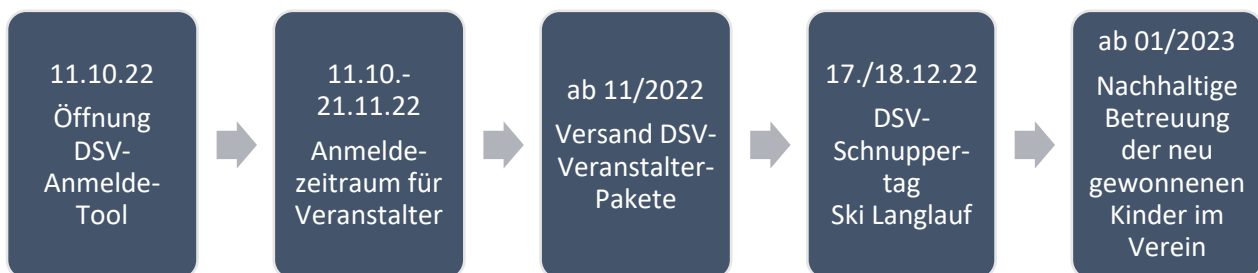 11.10.22
Öffnung
DSV-
Anmelde-
Tool
11.10.-
21.11.22
Anmelde-
zeitraum für
Veranstalter
ab 11/2022
Versand DSV-
Veranstalter-
Pakete
17./18.12.22
DSV-
Schnupper-
tag
Ski Langlauf
ab 01/2023
Nachhaltige
Betreuung
der neu
gewonnenen
Kinder im
Verein